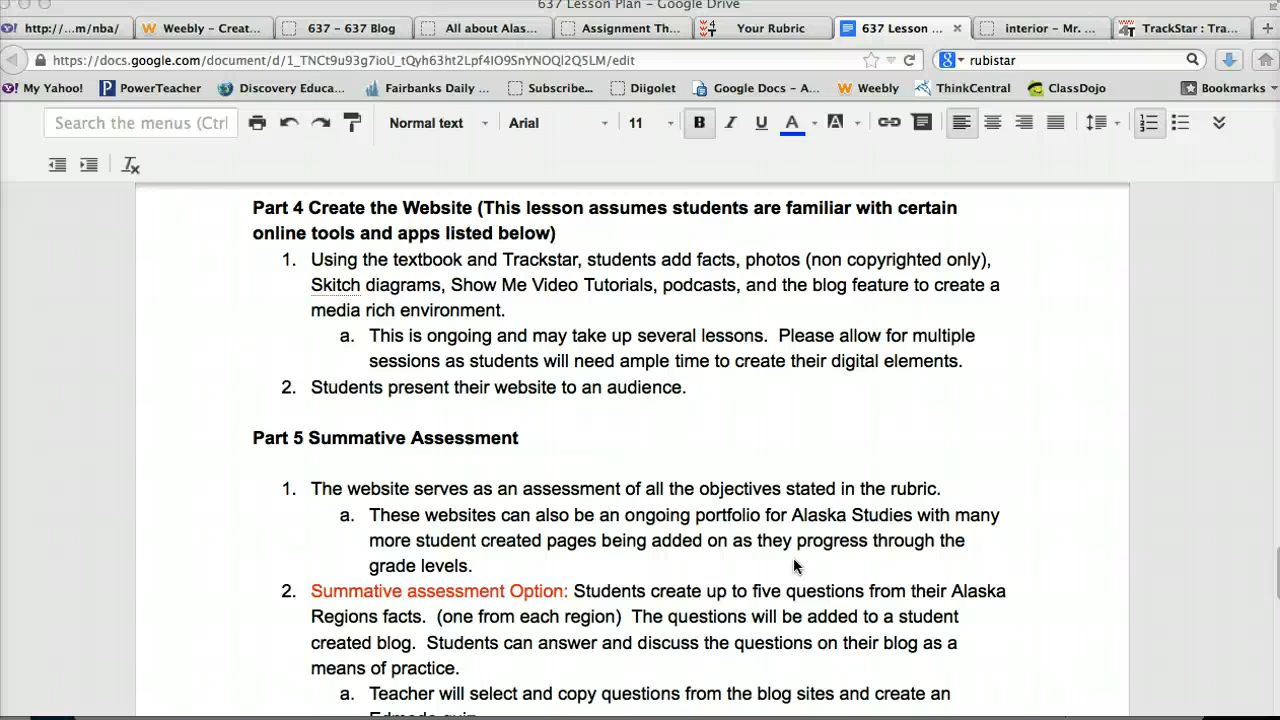 637 Lesson Plan – Google Drive
http://...m/nba/
Weebly - Creat...
637 - 637 Blog
All about Alas...
Assignment Th...
Your Rubric
637 Lesson ...
interior - Mr. ...
TrackStar : Tra...
https://docs.google.com/document/d/1_TNCt9u93g7ioU_tQyh63ht2Lpf4IO9SnYNOQl2Q5LM/edit
rubistar
My Yahoo!
PowerTeacher
Discovery Educa...
Fairbanks Daily ...
Subscribe...
Diigolet
Google Docs - A...
Weebly
ThinkCentral
ClassDojo
Bookmarks
Search the menus (Ctrl
Normal text
Arial
11
B I U A A
Part 4 Create the Website (This lesson assumes students are familiar with certain
online tools and apps listed below)
1. Using the textbook and Trackstar, students add facts, photos (non copyrighted only),
Skitch diagrams, Show Me Video Tutorials, podcasts, and the blog feature to create a
media rich environment.
a. This is ongoing and may take up several lessons.  Please allow for multiple
sessions as students will need ample time to create their digital elements.
2. Students present their website to an audience.
Part 5 Summative Assessment
1. The website serves as an assessment of all the objectives stated in the rubric.
a. These websites can also be an ongoing portfolio for Alaska Studies with many
more student created pages being added on as they progress through the
grade levels.
2. Summative assessment Option: Students create up to five questions from their Alaska
Regions facts.  (one from each region)  The questions will be added to a student
created blog.  Students can answer and discuss the questions on their blog as a
means of practice.
a. Teacher will select and copy questions from the blog sites and create an
Edmodo quiz